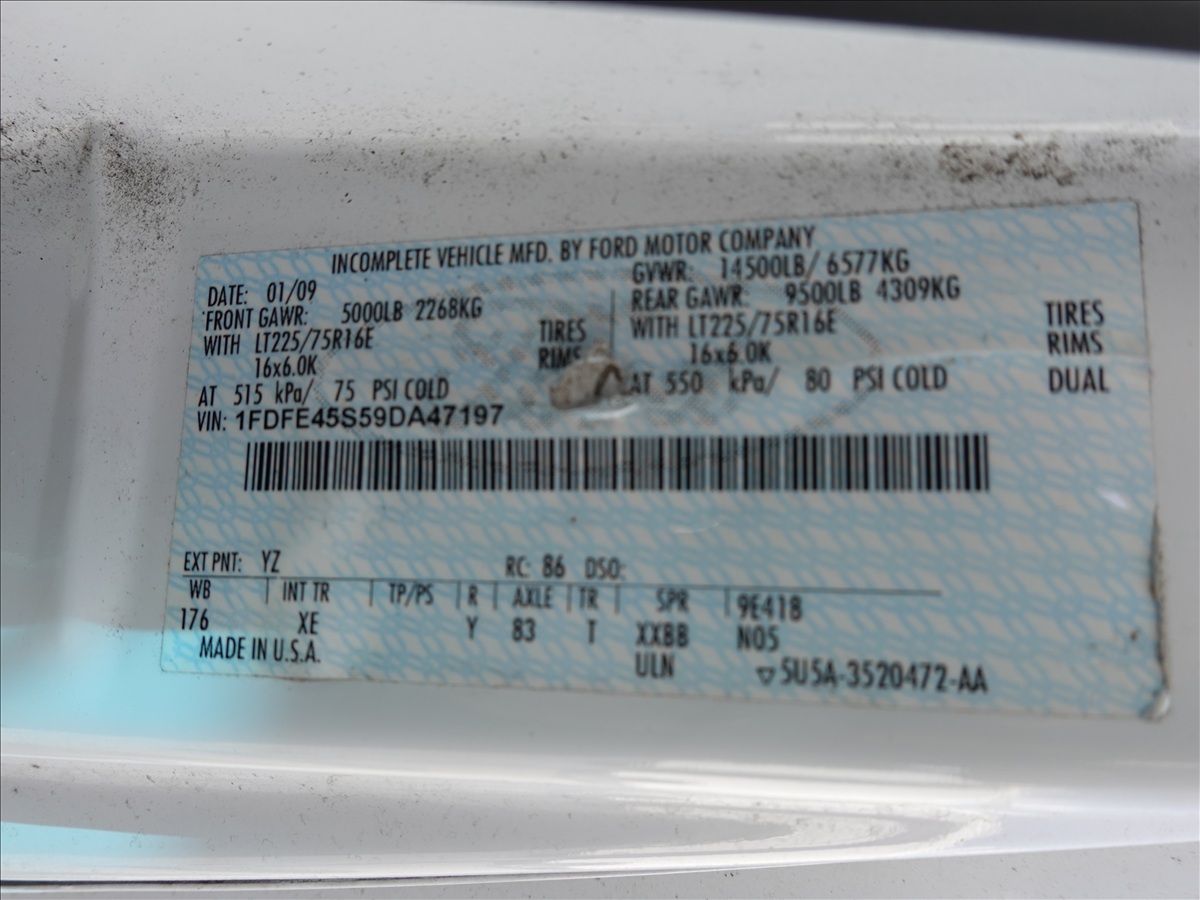 INCOMPLETE VEHICLE MFD. BY FORD MOTOR COMPANY
DATE: 01/09 GVWR: 14500LB/ 6577KG
FRONT GAWR: 5000LB 2268KG REAR GAWR: 9500LB 4309KG
WITH LT225/75R16E TIRES WITH LT225/75R16E TIRES
16x6.0K RIMS 16x6.0K RIMS
AT 515 kPa/ 75 PSI COLD AT 550 kPa/ 80 PSI COLD DUAL
VIN: 1FDFE45S59DA47197
EXT PNT: YZ RC: 86 DSO:
WB | INT TR | TP/PS | R | AXLE | TR | SPR | 9E418
176 XE Y 83 T XXBB N05
MADE IN U.S.A. ULN ▽5U5A-3520472-AA